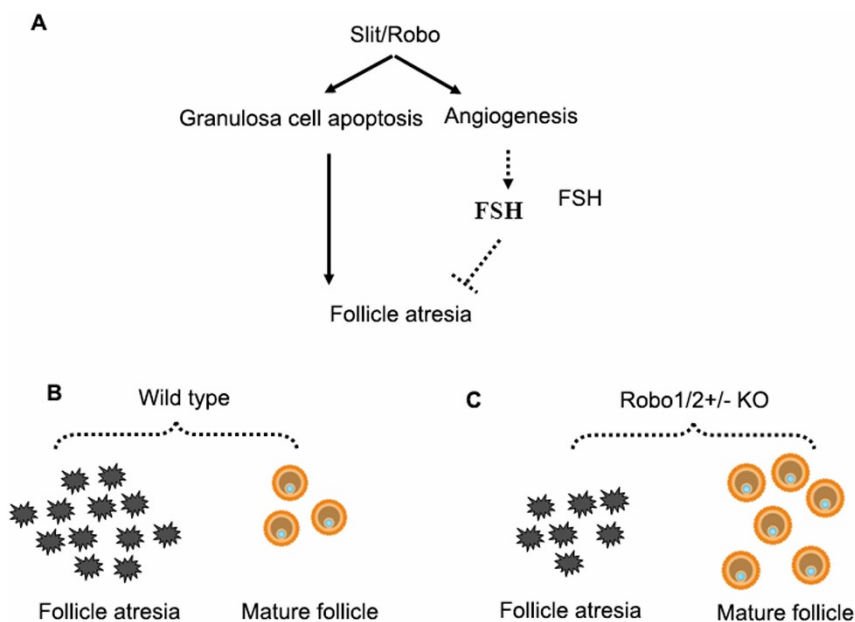 A
Slit/Robo
Granulosa cell apoptosis Angiogenesis
FSH FSH
Follicle atresia
B
Wild type
Follicle atresia Mature follicle
C
Robo1/2+/- KO
Follicle atresia Mature follicle